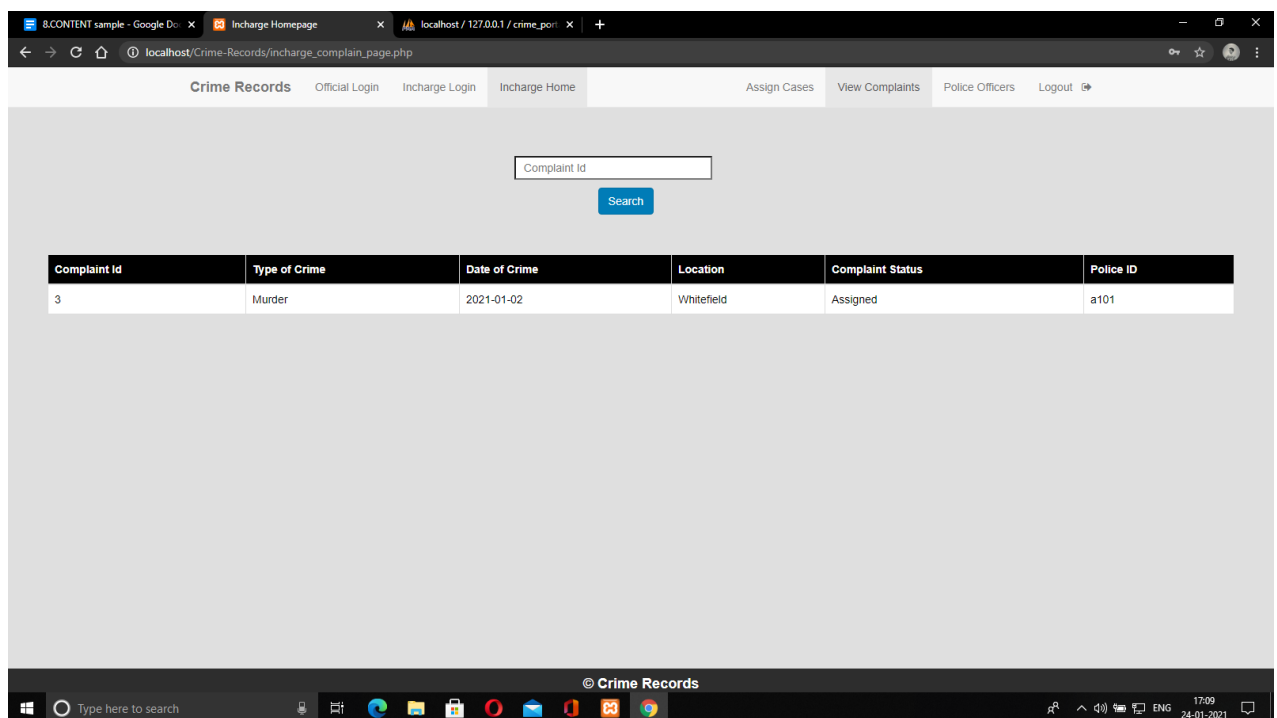 8.CONTENT sample - Google Do
Incharge Homepage
localhost / 127.0.0.1 / crime_port
localhost/Crime-Records/incharge_complain_page.php
Crime Records Official Login Incharge Login Incharge Home Assign Cases View Complaints Police Officers Logout
Complaint Id
Search
Complaint Id Type of Crime Date of Crime Location Complaint Status Police ID
3 Murder 2021-01-02 Whitefield Assigned a101
© Crime Records
Type here to search
ENG
17:09
24-01-2021